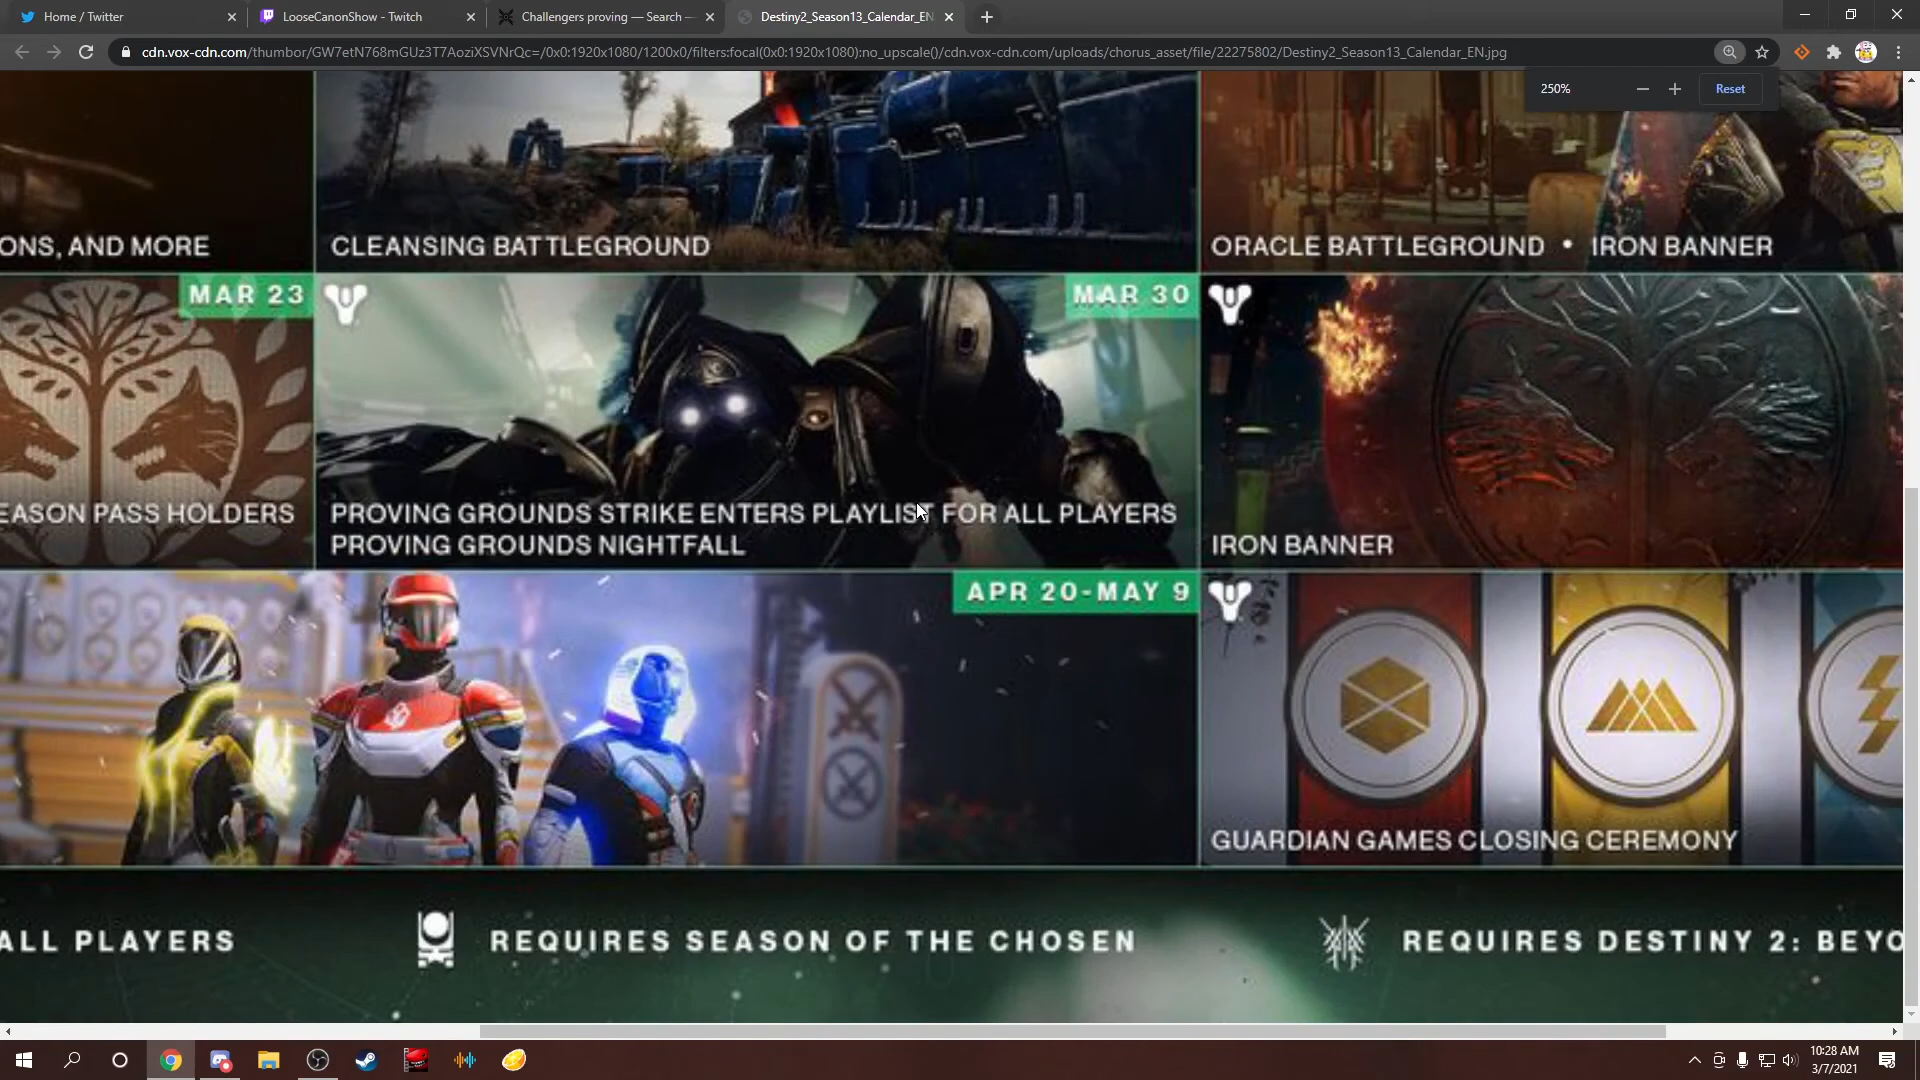 Home / Twitter
LooseCanonShow - Twitch
Challengers proving — Search —
Destiny2_Season13_Calendar_EN
cdn.vox-cdn.com/thumbor/GW7etN768mGUz3T7AoziXSVNrQc=/0x0:1920x1080/1200x0/filters:focal(0x0:1920x1080):no_upscale()/cdn.vox-cdn.com/uploads/chorus_asset/file/22275802/Destiny2_Season13_Calendar_EN.jpg
250%
Reset
ONS, AND MORE
CLEANSING BATTLEGROUND
ORACLE BATTLEGROUND • IRON BANNER
MAR 23
MAR 30
EASON PASS HOLDERS
PROVING GROUNDS STRIKE ENTERS PLAYLIST FOR ALL PLAYERS
PROVING GROUNDS NIGHTFALL
IRON BANNER
APR 20-MAY 9
GUARDIAN GAMES CLOSING CEREMONY
ALL PLAYERS
REQUIRES SEASON OF THE CHOSEN
REQUIRES DESTINY 2: BEYO
10:28 AM
3/7/2021